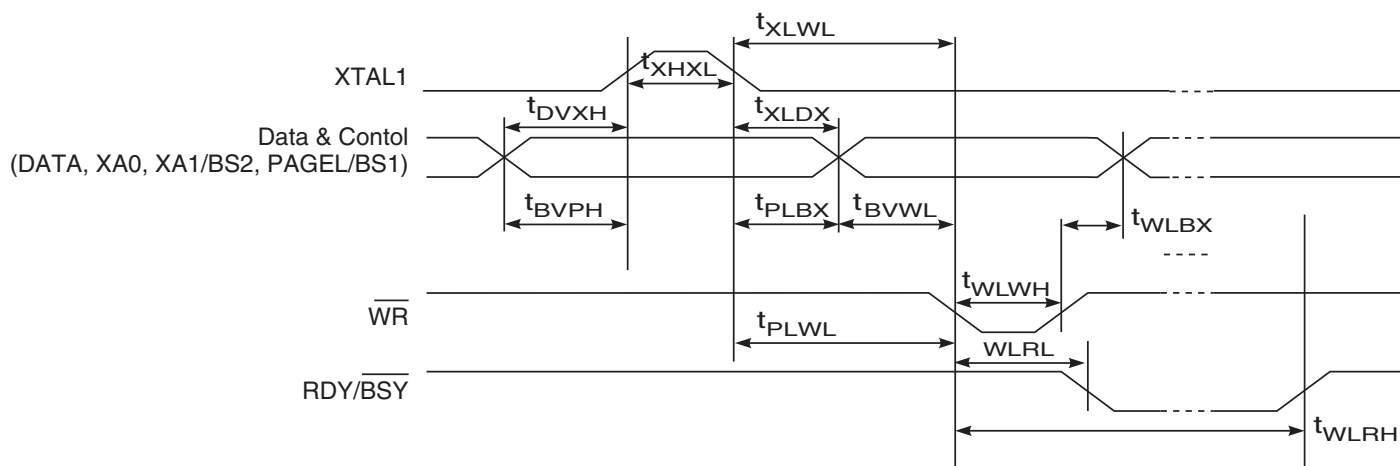 tXLWL
XTAL1
tXHXL
tDVXH
tXLDX
Data & Contol
(DATA, XA0, XA1/BS2, PAGEL/BS1)
tBVPH
tPLBX
tBVWL
tWLBX
tWLWH
WR
tPLWL
WLRL
RDY/BSY
tWLRH